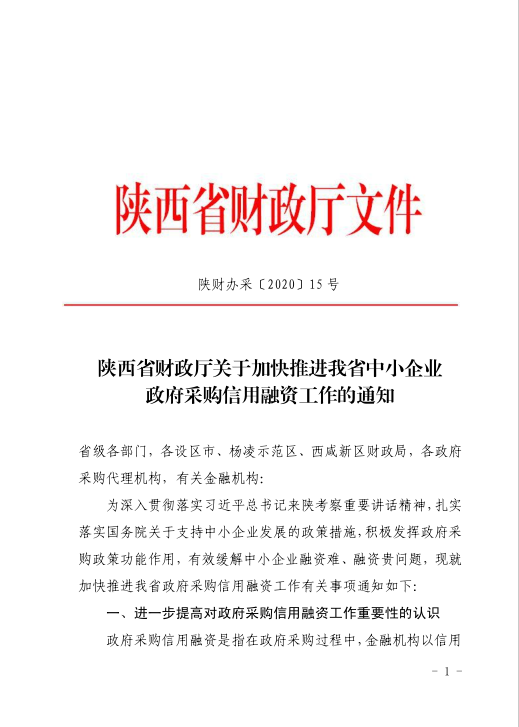 陕西省财政厅文件
陕财办采〔2020〕15 号
陕西省财政厅关于加快推进我省中小企业
政府采购信用融资工作的通知
省级各部门，各设区市、杨凌示范区、西咸新区财政局，各政府
采购代理机构，有关金融机构：
为深入贯彻落实习近平总书记来陕考察重要讲话精神，扎实
落实国务院关于支持中小企业发展的政策措施，积极发挥政府采
购政策功能作用，有效缓解中小企业融资难、融资贵问题，现就
加快推进我省政府采购信用融资工作有关事项通知如下：
一、进一步提高对政府采购信用融资工作重要性的认识
政府采购信用融资是指在政府采购过程中，金融机构以信用
- 1 -